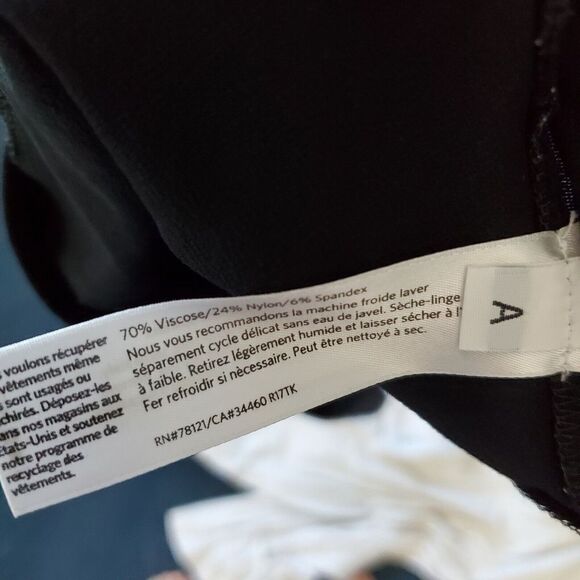 voulons récupérer
vêtements même
s sont usagés ou
chirés. Déposez-les
ans nos magasins aux
États-Unis et soutenez
notre programme de
recyclage des
vêtements.
70% Viscose/24% Nylon/6% Spandex
Nous vous recommandons la machine froide laver
séparement cycle délicat sans eau de javel. Sèche-linge
à faible. Retirez légèrement humide et laisser sécher à l'
Fer refroidir si nècessaire. Peut être nettoyé à sec.
RN#78121/CA#34460 R17TK
A